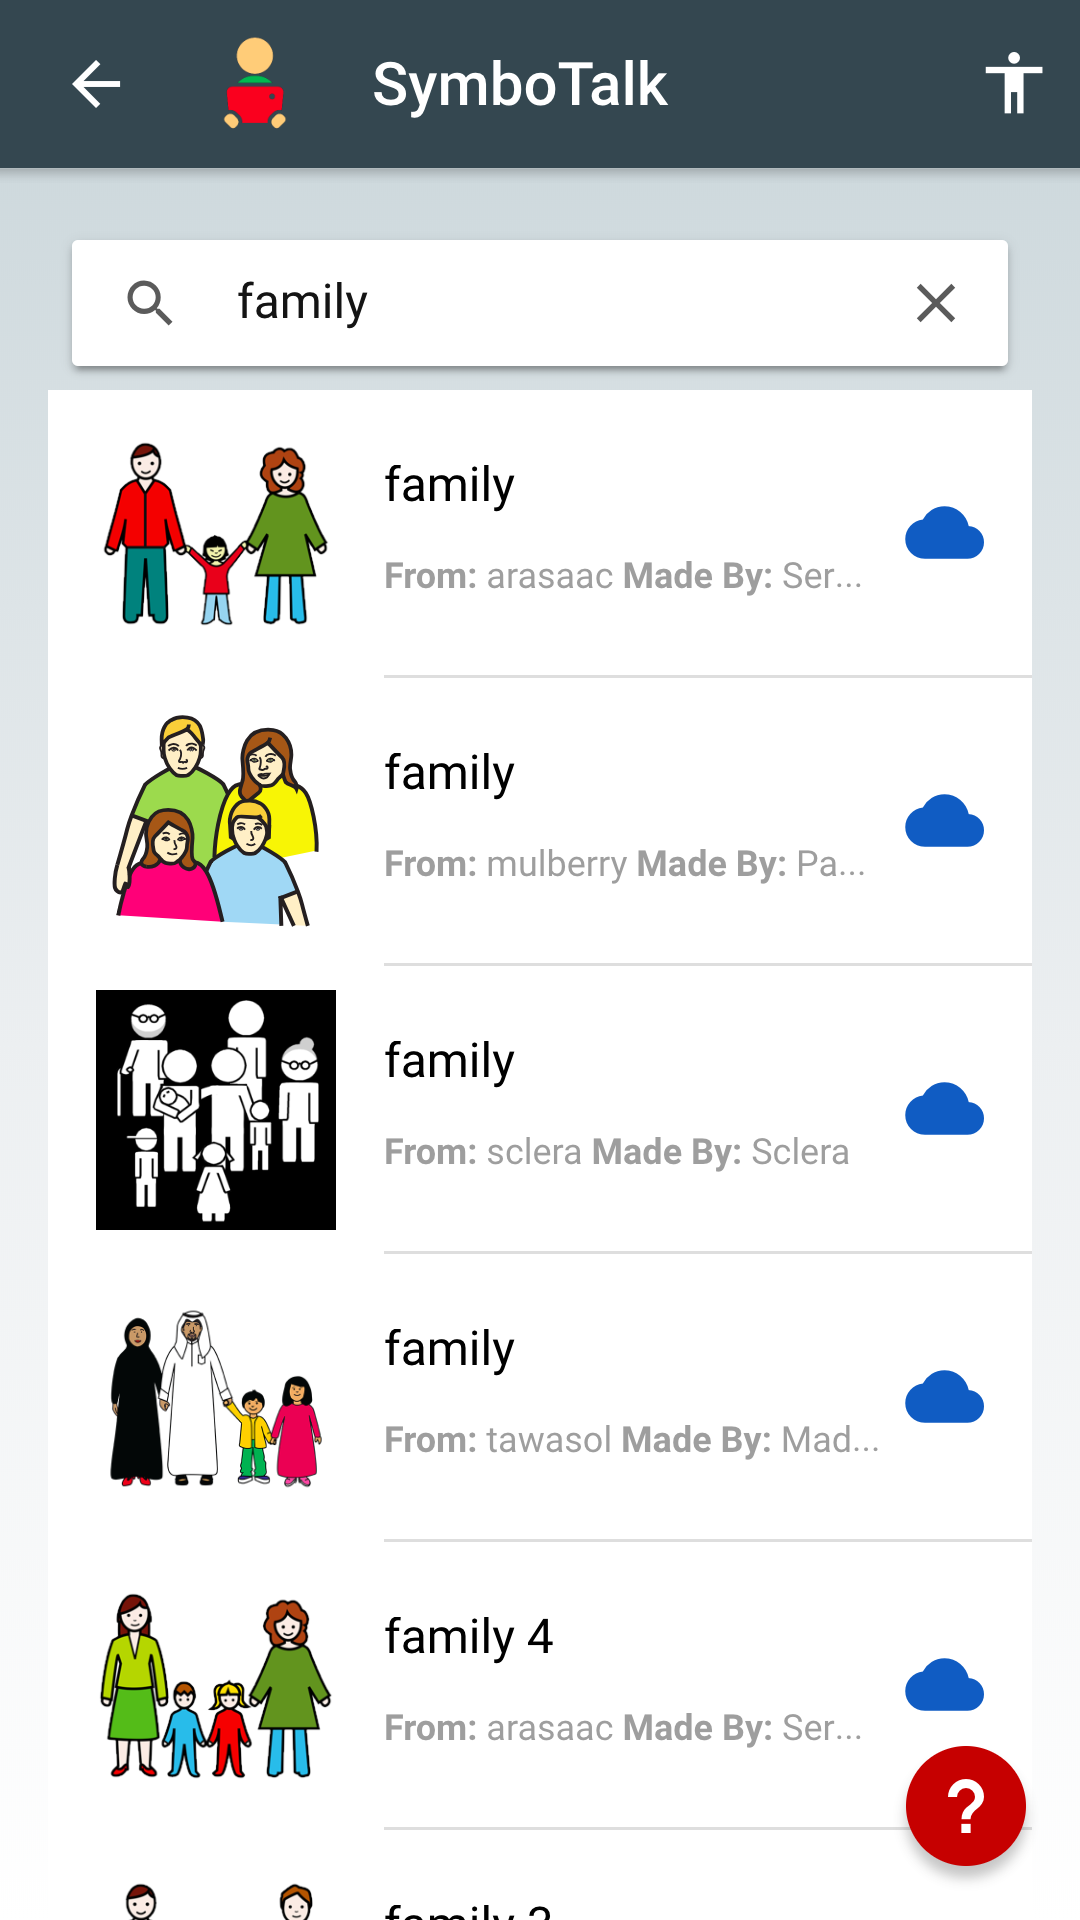 SymboTalk
family
family
From: arasaac Made By: Ser...
family
From: mulberry Made By: Pa...
family
From: sclera Made By: Sclera
family
From: tawasol Made By: Mad...
family 4
From: arasaac Made By: Ser...
?
family